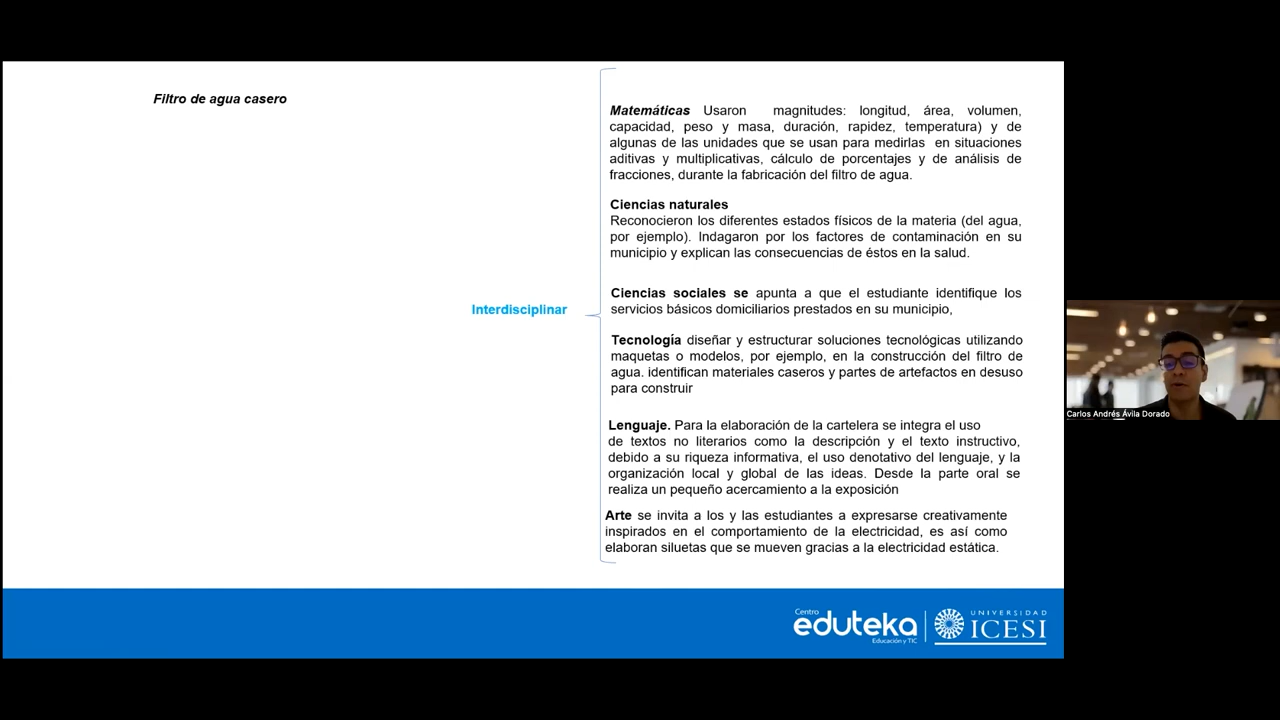 Filtro de agua casero
Interdisciplinar
Matemáticas Usaron magnitudes: longitud, área, volumen,
capacidad, peso y masa, duración, rapidez, temperatura) y de
algunas de las unidades que se usan para medirlas en situaciones
aditivas y multiplicativas, cálculo de porcentajes y de análisis de
fracciones, durante la fabricación del filtro de agua.
Ciencias naturales
Reconocieron los diferentes estados físicos de la materia (del agua,
por ejemplo). Indagaron por los factores de contaminación en su
municipio y explican las consecuencias de éstos en la salud.
Ciencias sociales se apunta a que el estudiante identifique los
servicios básicos domiciliarios prestados en su municipio,
Tecnología diseñar y estructurar soluciones tecnológicas utilizando
maquetas o modelos, por ejemplo, en la construcción del filtro de
agua. identifican materiales caseros y partes de artefactos en desuso
para construir
Lenguaje. Para la elaboración de la cartelera se integra el uso
de textos no literarios como la descripción y el texto instructivo,
debido a su riqueza informativa, el uso denotativo del lenguaje, y la
organización local y global de las ideas. Desde la parte oral se
realiza un pequeño acercamiento a la exposición
Arte se invita a los y las estudiantes a expresarse creativamente
inspirados en el comportamiento de la electricidad, es así como
elaboran siluetas que se mueven gracias a la electricidad estática.
Centro
eduteka
Educación y TIC
UNIVERSIDAD
ICESI
Carlos Andrés Ávila Dorado